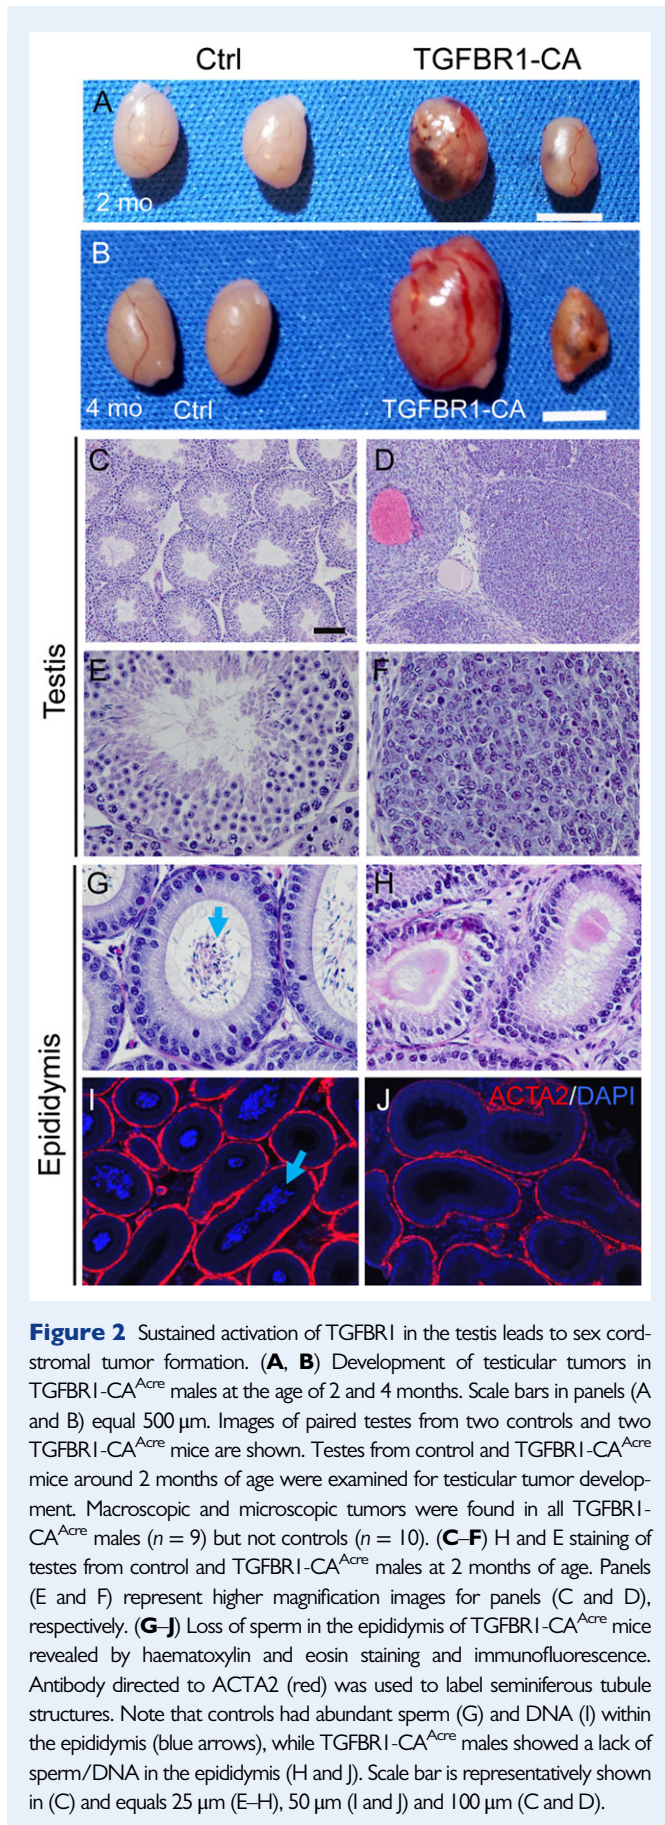 Ctrl TGFBR1-CA
A
2 mo
B
4 mo Ctrl TGFBR1-CA
C D
Testis
E F
G H
Epididymis
I J ACTA2/DAPI
Figure 2 Sustained activation of TGFBR1 in the testis leads to sex cord-
stromal tumor formation. (A, B) Development of testicular tumors in
TGFBR1-CAAcre males at the age of 2 and 4 months. Scale bars in panels (A
and B) equal 500 μm. Images of paired testes from two controls and two
TGFBR1-CAAcre mice are shown. Testes from control and TGFBR1-CAAcre
mice around 2 months of age were examined for testicular tumor develop-
ment. Macroscopic and microscopic tumors were found in all TGFBR1-
CAAcre males (n = 9) but not controls (n = 10). (C–F) H and E staining of
testes from control and TGFBR1-CAAcre males at 2 months of age. Panels
(E and F) represent higher magnification images for panels (C and D),
respectively. (G–J) Loss of sperm in the epididymis of TGFBR1-CAAcre mice
revealed by haematoxylin and eosin staining and immunofluorescence.
Antibody directed to ACTA2 (red) was used to label seminiferous tubule
structures. Note that controls had abundant sperm (G) and DNA (I) within
the epididymis (blue arrows), while TGFBR1-CAAcre males showed a lack of
sperm/DNA in the epididymis (H and J). Scale bar is representatively shown
in (C) and equals 25 μm (E–H), 50 μm (I and J) and 100 μm (C and D).